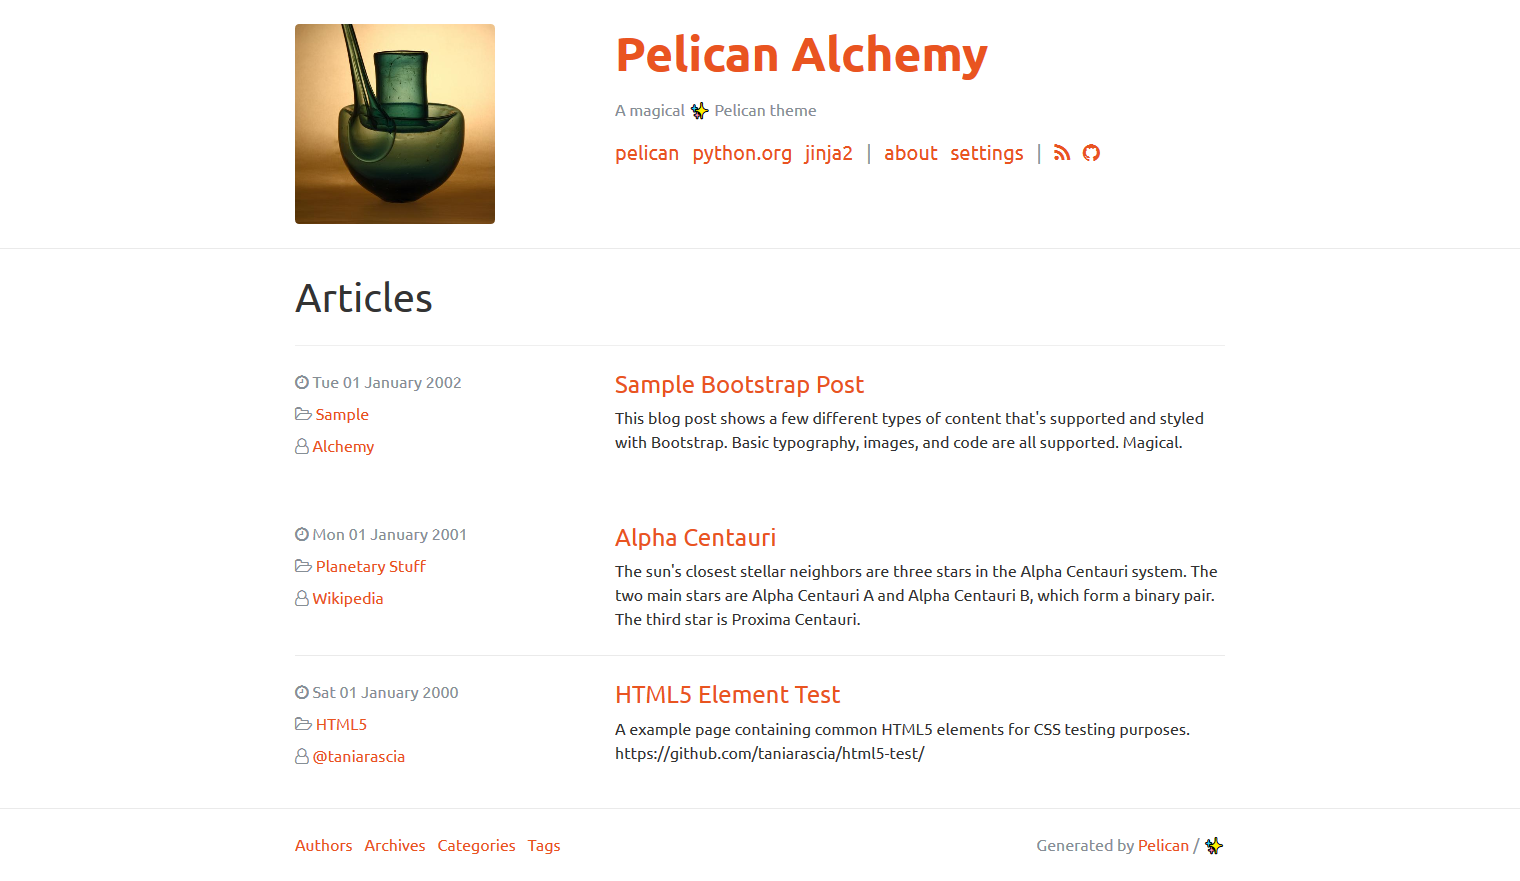 Pelican Alchemy
A magical ✨ Pelican theme
pelican python.org jinja2 | about settings |
Articles
Tue 01 January 2002
Sample
Alchemy
Sample Bootstrap Post
This blog post shows a few different types of content that's supported and styled
with Bootstrap. Basic typography, images, and code are all supported. Magical.
Mon 01 January 2001
Planetary Stuff
Wikipedia
Alpha Centauri
The sun's closest stellar neighbors are three stars in the Alpha Centauri system. The
two main stars are Alpha Centauri A and Alpha Centauri B, which form a binary pair.
The third star is Proxima Centauri.
Sat 01 January 2000
HTML5
@taniarascia
HTML5 Element Test
A example page containing common HTML5 elements for CSS testing purposes.
https://github.com/taniarascia/html5-test/
Authors Archives Categories Tags
Generated by Pelican / ✨